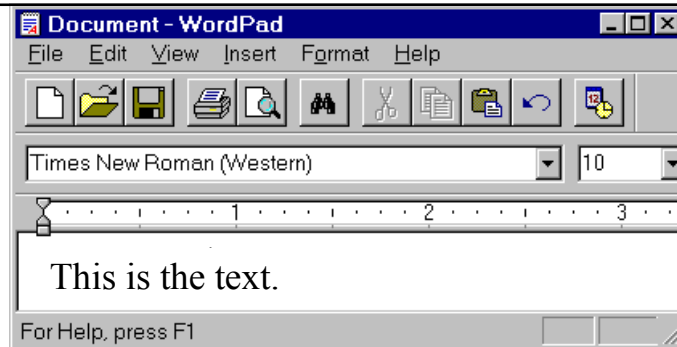 Document - WordPad
File Edit View Insert Format Help
12
Times New Roman (Western) 10
1 2 3
This is the text.
For Help, press F1